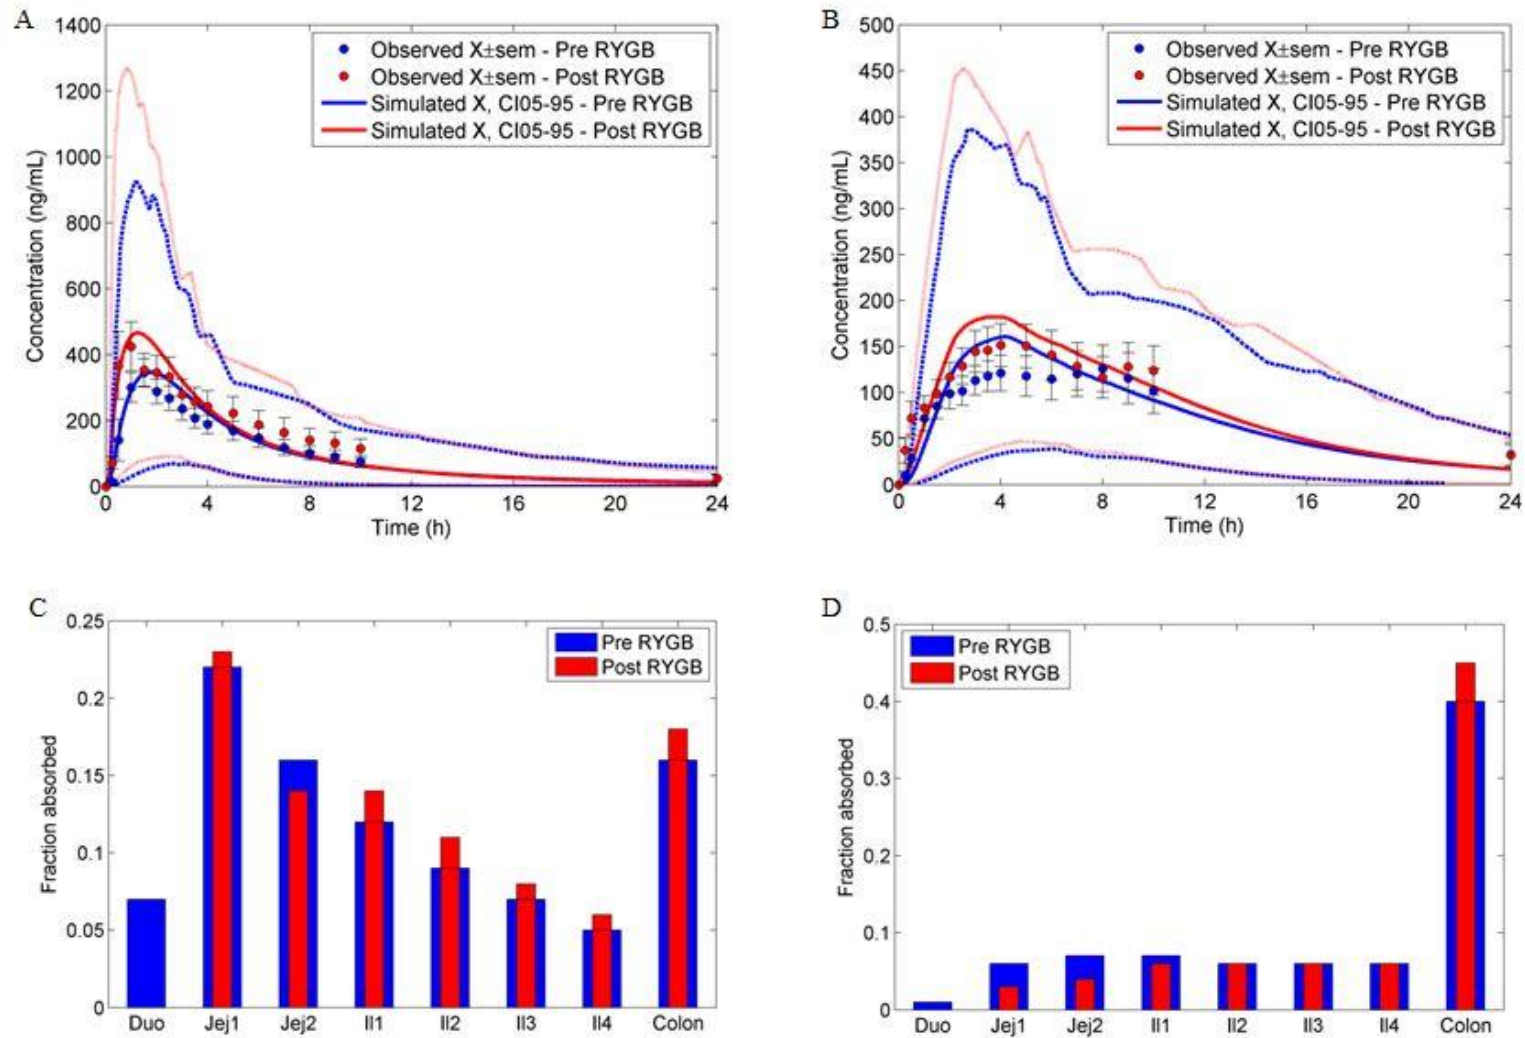 A
1400
1200
1000
800
600
400
200
0
Concentration (ng/mL)
Observed X±sem - Pre RYGB
Observed X±sem - Post RYGB
Simulated X, CI05-95 - Pre RYGB
Simulated X, CI05-95 - Post RYGB
0 4 8 12 16 20 24
Time (h)
B
500
450
400
350
300
250
200
150
100
50
0
Concentration (ng/mL)
Observed X±sem - Pre RYGB
Observed X±sem - Post RYGB
Simulated X, CI05-95 - Pre RYGB
Simulated X, CI05-95 - Post RYGB
0 4 8 12 16 20 24
Time (h)
C
0.25
0.2
0.15
0.1
0.05
0
Fraction absorbed
Pre RYGB
Post RYGB
Duo Jej1 Jej2 Il1 Il2 Il3 Il4 Colon
D
0.5
0.4
0.3
0.2
0.1
0
Fraction absorbed
Pre RYGB
Post RYGB
Duo Jej1 Jej2 Il1 Il2 Il3 Il4 Colon